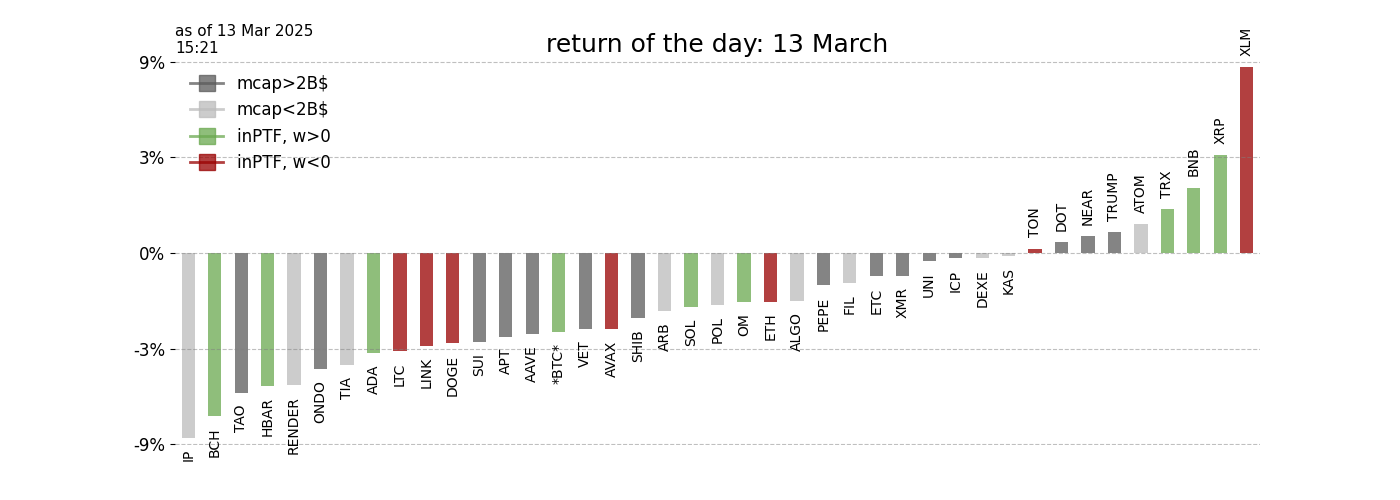 as of 13 Mar 2025
15:21
return of the day: 13 March
mcap>2B$
mcap<2B$
inPTF, w>0
inPTF, w<0
9%
3%
0%
-3%
-9%
IP
BCH
TAO
HBAR
RENDER
ONDO
TIA
ADA
LTC
LINK
DOGE
SUI
APT
AAVE
*BTC*
VET
AVAX
SHIB
ARB
SOL
POL
OM
ETH
ALGO
PEPE
FIL
ETC
XMR
UNI
ICP
DEXE
KAS
TON
DOT
NEAR
TRUMP
ATOM
TRX
BNB
XRP
XLM